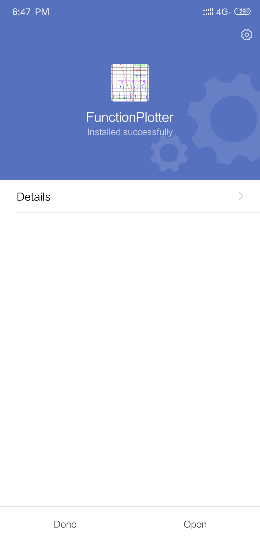 6:47 PM
4G
FunctionPlotter
Installed successfully
Details
Done
Open